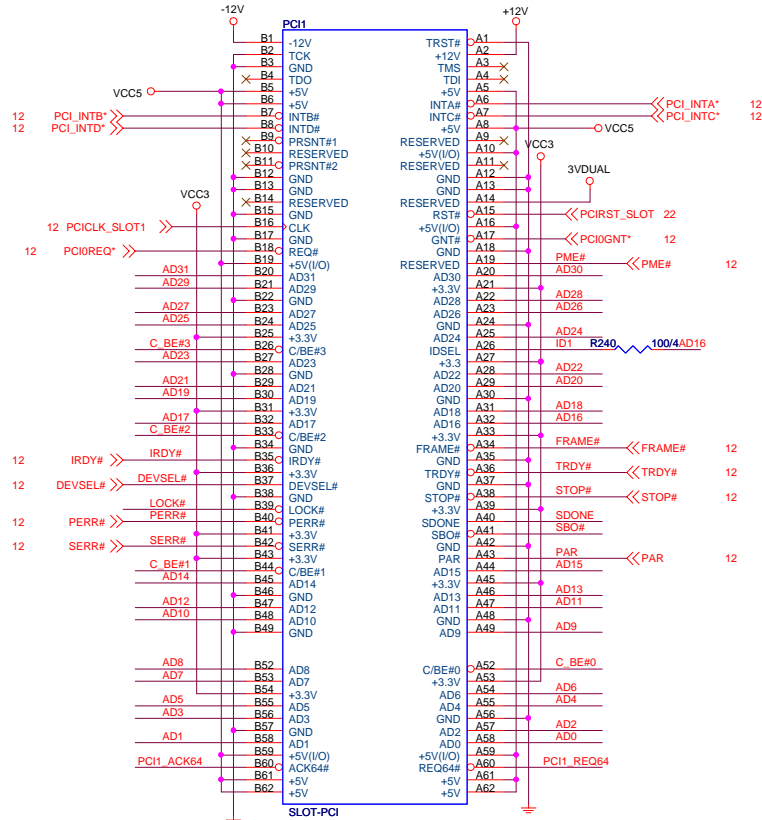 -12V +12V
PCI1
B1 -12V TRST# A1
B2 TCK +12V A2
B3 GND TMS A3
B4 TDO TDI A4
VCC5 B5 +5V +5V A5
B6 +5V INTA# A6 PCI_INTA* 12
12 PCI_INTB* B7 INTB# INTC# A7 PCI_INTC* 12
12 PCI_INTD* B8 INTD# +5V A8 VCC5
B9 PRSNT#1 RESERVED A9
B10 RESERVED +5V(I/O) A10
B11 PRSNT#2 RESERVED A11
VCC3
B12 GND GND A12
B13 GND GND A13
3VDUAL
VCC3
B14 RESERVED RESERVED A14
B15 GND RST# A15 PCIRST_SLOT 22
12 PCICLK_SLOT1 B16 CLK +5V(I/O) A16
B17 GND GNT# A17 PCI0GNT* 12
12 PCI0REQ* B18 REQ# GND A18
B19 +5V(I/O) RESERVED A19 PME# PME# 12
AD31 B20 AD31 AD30 A20 AD30
AD29 B21 AD29 +3.3V A21
B22 GND AD28 A22 AD28
AD27 B23 AD27 AD26 A23 AD26
AD25 B24 AD25 GND A24
B25 +3.3V AD24 A25 AD24
C_BE#3 B26 C/BE#3 IDSEL A26 ID1 R240 100/4 AD16
AD23 B27 AD23 +3.3 A27
B28 GND AD22 A28 AD22
AD21 B29 AD21 AD20 A29 AD20
AD19 B30 AD19 GND A30
B31 +3.3V AD18 A31 AD18
AD17 B32 AD17 AD16 A32 AD16
C_BE#2 B33 C/BE#2 +3.3V A33
B34 GND FRAME# A34 FRAME# FRAME# 12
12 IRDY# IRDY# B35 IRDY# GND A35
B36 +3.3V TRDY# A36 TRDY# TRDY# 12
12 DEVSEL# DEVSEL# B37 DEVSEL# GND A37
B38 GND STOP# A38 STOP# STOP# 12
LOCK# B39 LOCK# +3.3V A39
12 PERR# PERR# B40 PERR# SDONE A40 SDONE
B41 +3.3V SBO# A41 SBO#
12 SERR# SERR# B42 SERR# GND A42
B43 +3.3V PAR A43 PAR PAR 12
C_BE#1 B44 C/BE#1 AD15 A44 AD15
AD14 B45 AD14 +3.3V A45
B46 GND AD13 A46 AD13
AD12 B47 AD12 AD11 A47 AD11
AD10 B48 AD10 GND A48
B49 GND AD9 A49 AD9
AD8 B52 AD8 C/BE#0 A52 C_BE#0
AD7 B53 AD7 +3.3V A53
B54 +3.3V AD6 A54 AD6
AD5 B55 AD5 AD4 A55 AD4
AD3 B56 AD3 GND A56
B57 GND AD2 A57 AD2
AD1 B58 AD1 AD0 A58 AD0
B59 +5V(I/O) +5V(I/O) A59
PCI1_ACK64 B60 ACK64# REQ64# A60 PCI1_REQ64
B61 +5V +5V A61
B62 +5V +5V A62
SLOT-PCI